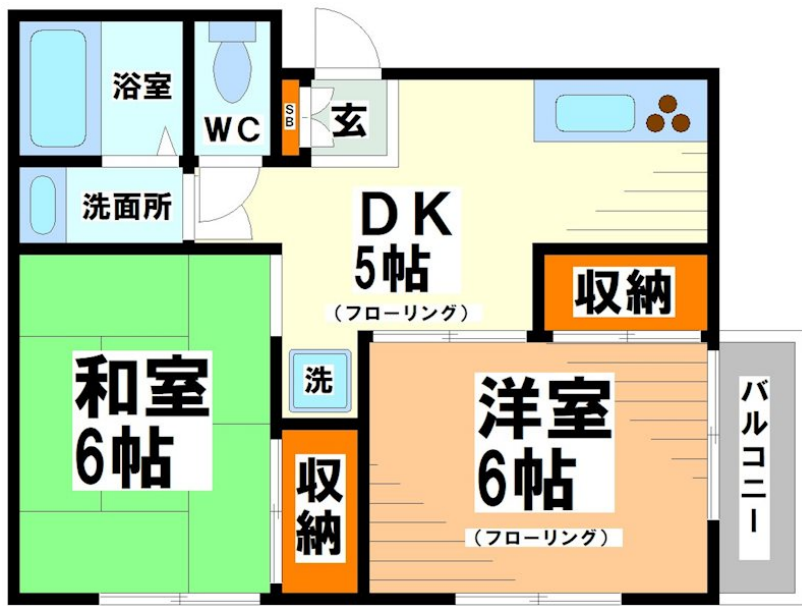 浴室
WC
SB
玄
洗面所
DK
5帖
(フローリング)
収納
和室
6帖
洗
収納
洋室
6帖
(フローリング)
バルコニー